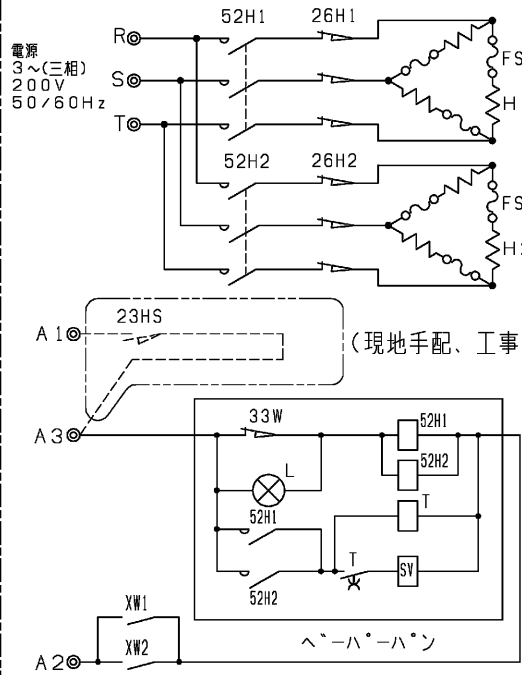 52H1 26H1
R
電源
3~(三相)
200V
50/60Hz
S
T
FS
H
52H2 26H2
FS
A1
23HS
(現地手配、工事
A3
33W
52H1
52H2
L
T
52H1
T
SV
52H2
XW1
XW2
A2
ペーパーパン